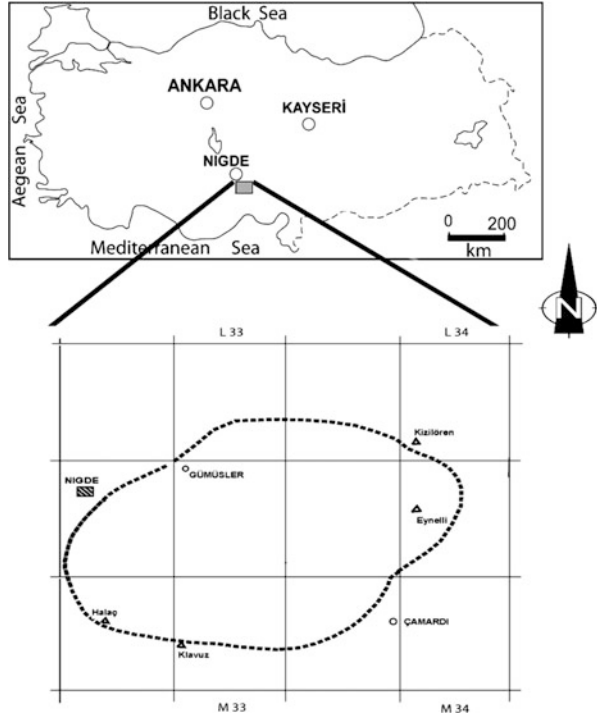 Black Sea
ANKARA
KAYSERİ
Aegean Sea
NIGDE
0 200
km
Mediterranean Sea
N
L 33 L 34
Kizilören
NIGDE
GÜMÜSLER
Eynelli
Halaç
ÇAMARDI
Klavuz
M 33 M 34